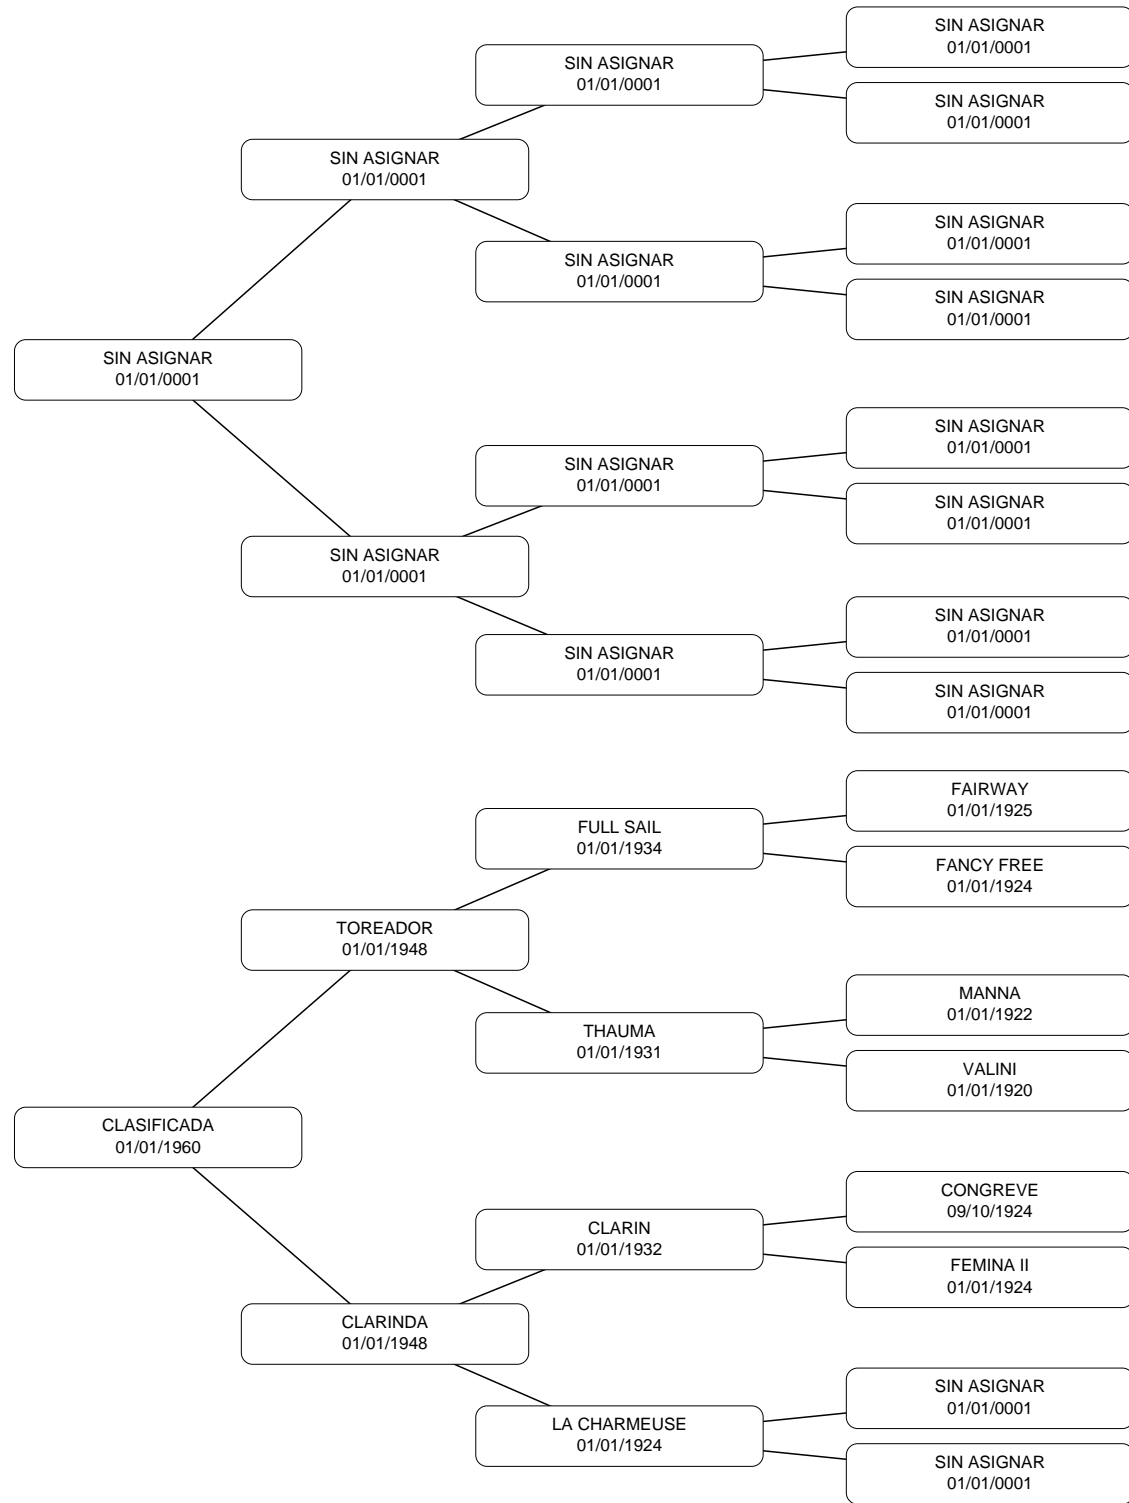 SIN ASIGNAR
01/01/0001
SIN ASIGNAR
01/01/0001
SIN ASIGNAR
01/01/0001
SIN ASIGNAR
01/01/0001
SIN ASIGNAR
01/01/0001
SIN ASIGNAR
01/01/0001
SIN ASIGNAR
01/01/0001
SIN ASIGNAR
01/01/0001
SIN ASIGNAR
01/01/0001
SIN ASIGNAR
01/01/0001
SIN ASIGNAR
01/01/0001
SIN ASIGNAR
01/01/0001
SIN ASIGNAR
01/01/0001
SIN ASIGNAR
01/01/0001
SIN ASIGNAR
01/01/0001
FAIRWAY
01/01/1925
FULL SAIL
01/01/1934
FANCY FREE
01/01/1924
TOREADOR
01/01/1948
MANNA
01/01/1922
THAUMA
01/01/1931
VALINI
01/01/1920
CLASIFICADA
01/01/1960
CONGREVE
09/10/1924
CLARIN
01/01/1932
FEMINA II
01/01/1924
CLARINDA
01/01/1948
SIN ASIGNAR
01/01/0001
LA CHARMEUSE
01/01/1924
SIN ASIGNAR
01/01/0001